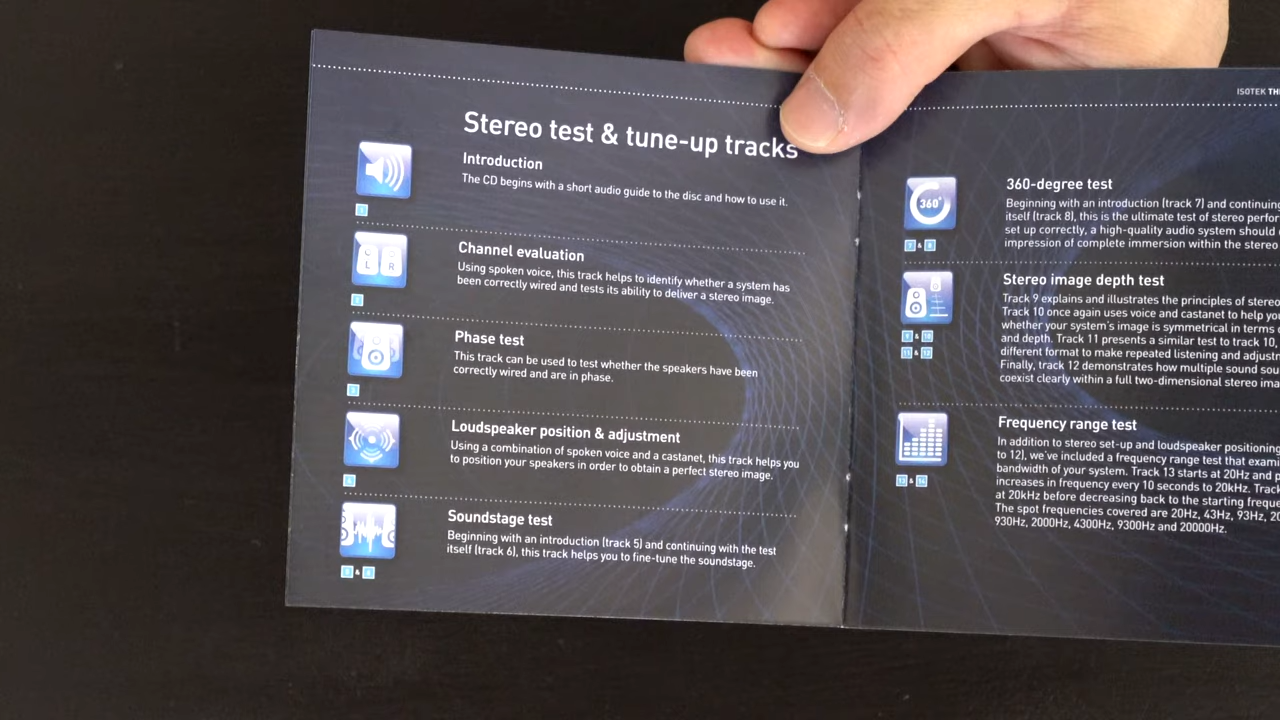 Stereo test & tune-up tracks
Introduction
The CD begins with a short audio guide to the disc and how to use it.
Channel evaluation
Using spoken voice, this track helps to identify whether a system has
been correctly wired and tests its ability to deliver a stereo image.
L R
Phase test
This track can be used to test whether the speakers have been
correctly wired and are in phase.
Loudspeaker position & adjustment
Using a combination of spoken voice and a castanet, this track helps you
to position your speakers in order to obtain a perfect stereo image.
Soundstage test
Beginning with an introduction (track 5) and continuing with the test
itself (track 6), this track helps you to fine-tune the soundstage.
ISOTEK
360-degree test
360°
Beginning with an introduction (track 7) and continuing
itself (track 8), this is the ultimate test of stereo
set up correctly, a high-quality audio system should
impression of complete immersion within the stereo
7 & 8
Stereo image depth test
Track 9 explains and illustrates the principles of stereo
Track 10 once again uses voice and castanet to help you
whether your system's image is symmetrical in terms
and depth. Track 11 presents a similar test to track 10,
different format to make repeated listening and
Finally, track 12 demonstrates how multiple sound
coexist clearly within a full two-dimensional stereo
9 & 10
11 & 12
Frequency range test
In addition to stereo set-up and loudspeaker positioning
to 12), we've included a frequency range test that
bandwidth of your system. Track 13 starts at 20Hz and
increases in frequency every 10 seconds to 20kHz.
at 20kHz before decreasing back to the starting
The spot frequencies covered are 20Hz, 43Hz, 93Hz,
930Hz, 2000Hz, 4300Hz, 9300Hz and 20000Hz.
13 & 14